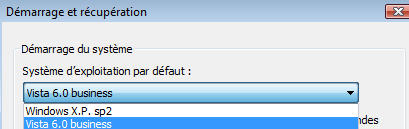 Démarrage et récupération
Démarrage du système
Système d'exploitation par défaut :
Vista 6.0 business
Windows X.P. sp2
Vista 6.0 business